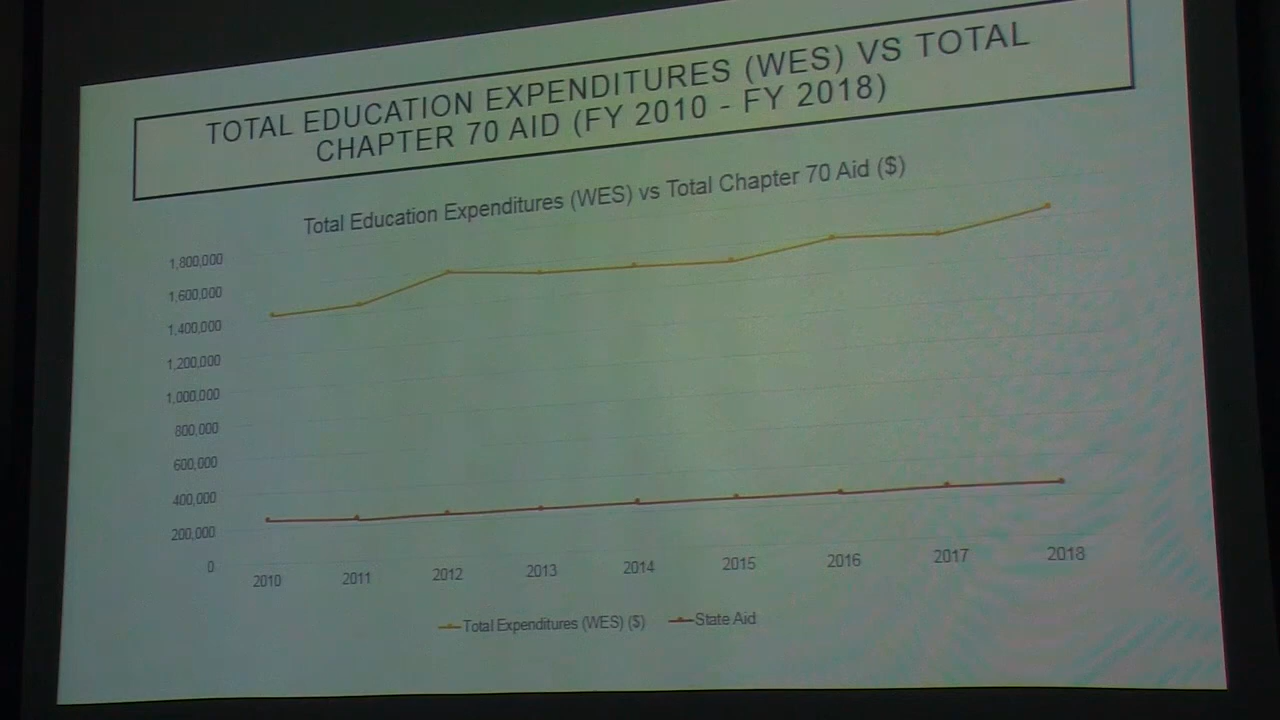 TOTAL EDUCATION EXPENDITURES (WES) VS TOTAL
CHAPTER 70 AID (FY 2010 - FY 2018)
Total Education Expenditures (WES) vs Total Chapter 70 Aid ($)
1,800,000
1,600,000
1,400,000
1,200,000
1,000,000
800,000
600,000
400,000
200,000
0
2010 2011 2012 2013 2014 2015 2016 2017 2018
Total Expenditures (WES) ($) State Aid